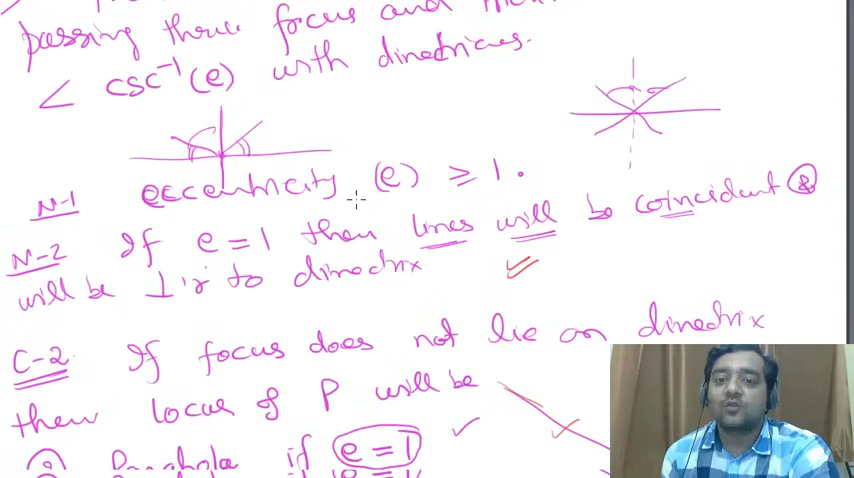 passing three focus and
∠ csc⁻¹(e) with directrices.
N-1 eccentricity (e) ≥ 1.
N-2 If e = 1 then lines will be coincident &
will be ⊥'r to directrix
C-2 If focus does not lie on directrix
then locus of P will be
Parabola if e = 1